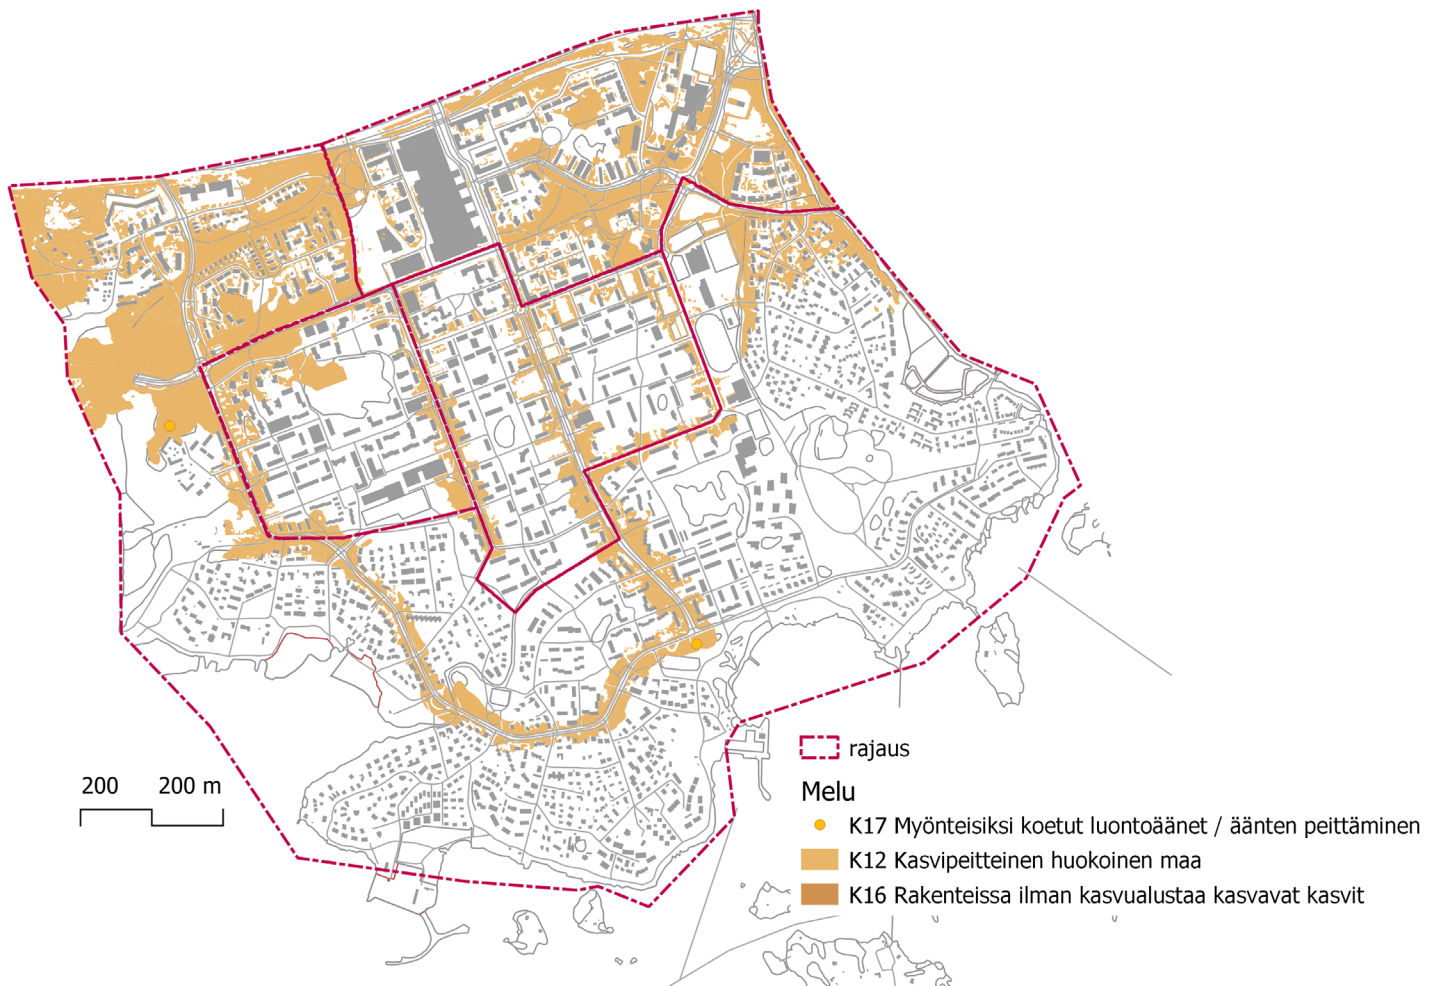 200 200 m
rajaus
Melu
K17 Myönteisiksi koetut luontoäänet / äänten peittäminen
K12 Kasvipeitteinen huokoinen maa
K16 Rakenteissa ilman kasvualustaa kasvavat kasvit